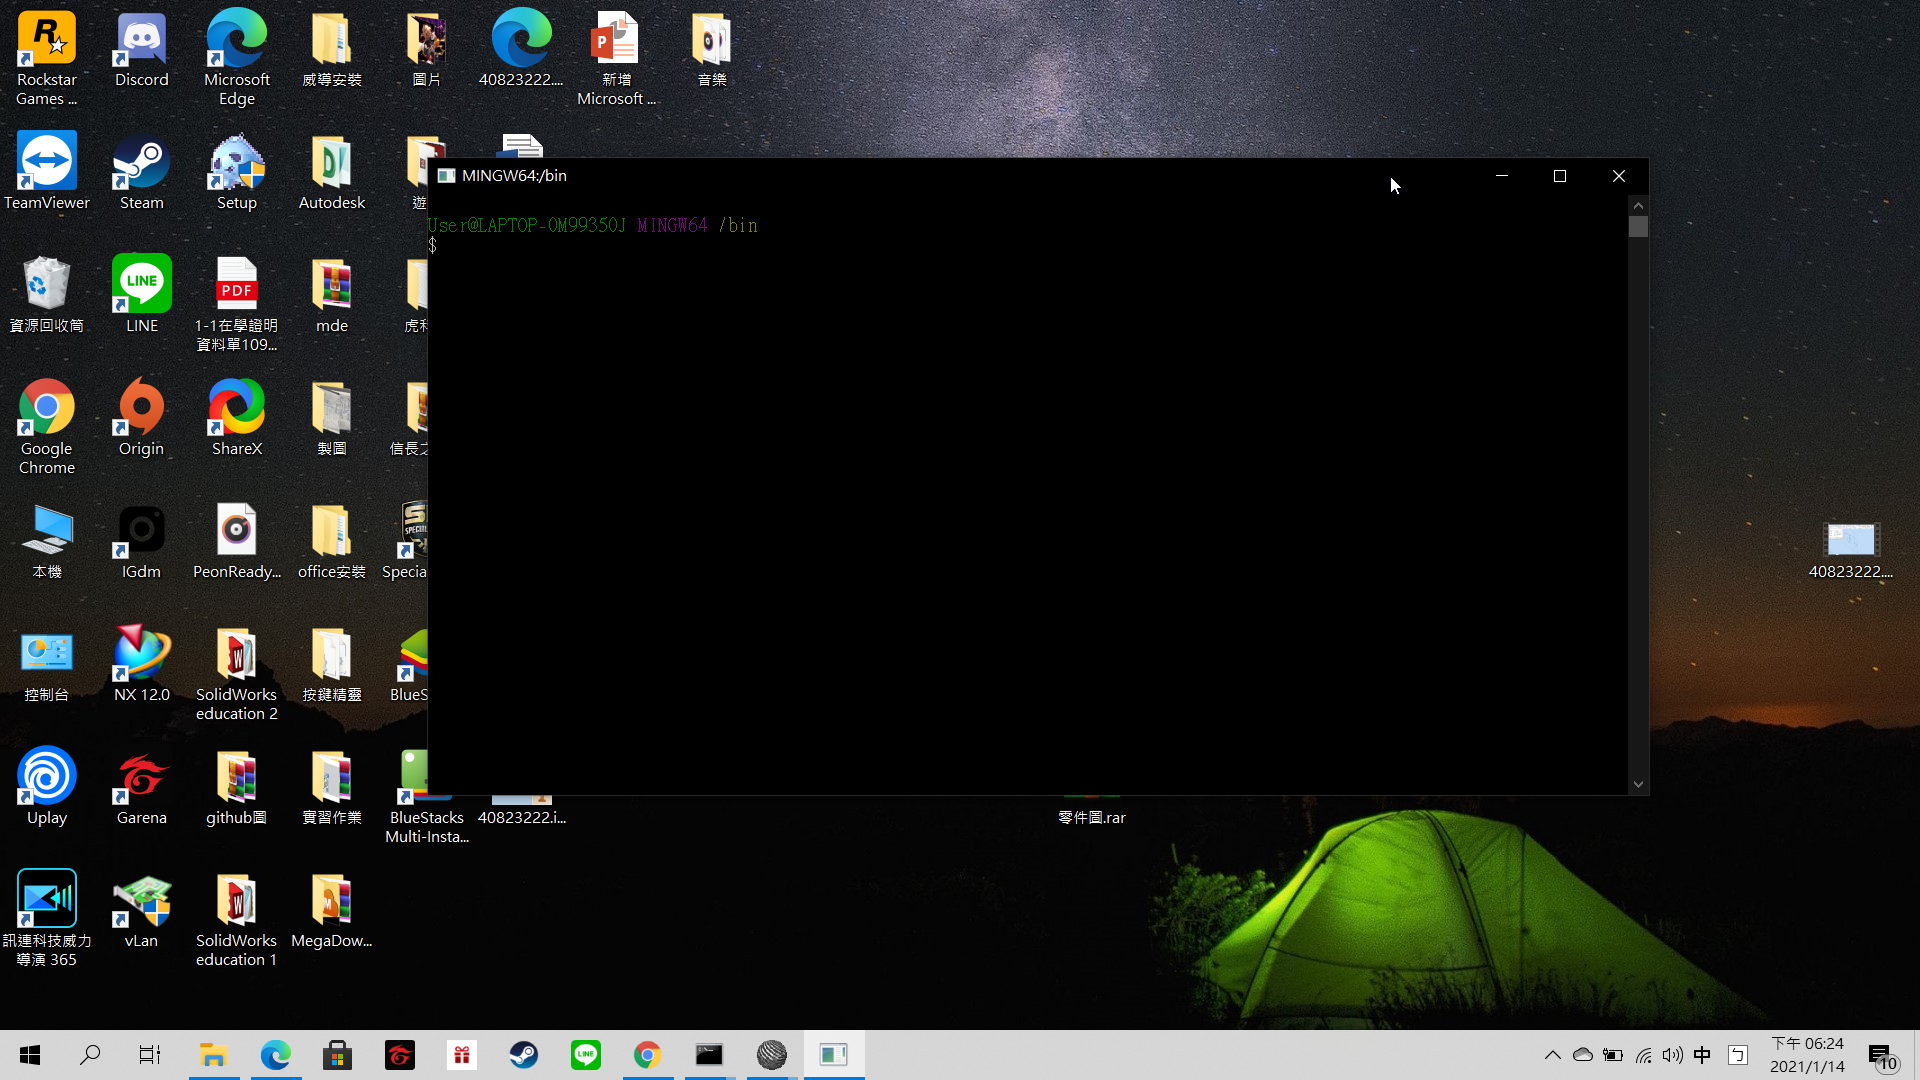 Rockstar
Games ...
Discord
Microsoft
Edge
威導安裝
圖片
40823222....
新增
Microsoft ...
音樂
TeamViewer
Steam
Setup
Autodesk
遊
MINGW64:/bin
User@LAPTOP-OM99350J MINGW64 /bin
$
資源回收筒
LINE
1-1在學證明
資料單109...
mde
虎科
Google
Chrome
Origin
ShareX
製圖
信長之
本機
IGdm
PeonReady...
office安裝
Specia
40823222....
控制台
NX 12.0
SolidWorks
education 2
按鍵精靈
BlueS
Uplay
Garena
github圖
實習作業
BlueStacks
Multi-Insta...
40823222.i...
零件圖.rar
訊連科技威力
導演 365
vLan
SolidWorks
education 1
MegaDow...
中
ㄅ
下午 06:24
2021/1/14
10